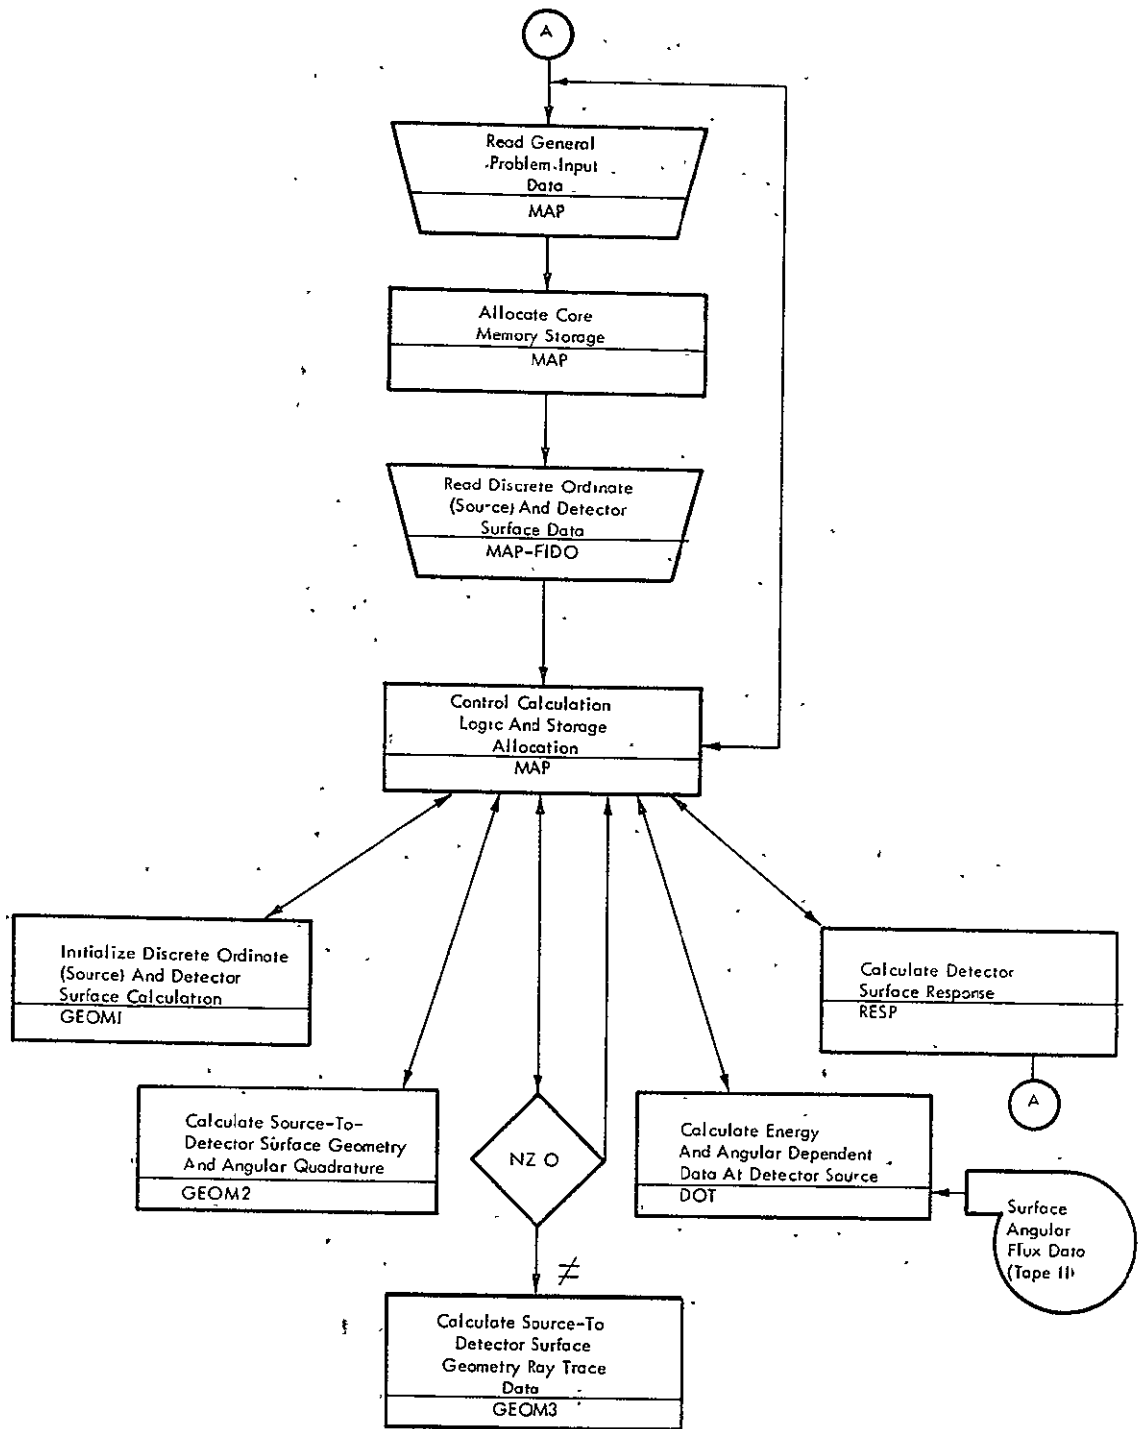 A
Read General
Problem Input
Data
MAP
Allocate Core
Memory Storage
MAP
Read Discrete Ordinate
(Source) And Detector
Surface Data
MAP-FIDO
Control Calculation
Logic And Storage
Allocation
MAP
Initialize Discrete Ordinate
(Source) And Detector
Surface Calculation
GEOM1
Calculate Detector
Surface Response
RESP
A
Calculate Source-To-
Detector Surface Geometry
And Angular Quadrature
GEOM2
NZ O
Calculate Energy
And Angular Dependent
Data At Detector Source
DOT
Surface
Angular
Flux Data
(Tape 11)
≠
Calculate Source-To
Detector Surface
Geometry Ray Trace
Data
GEOM3